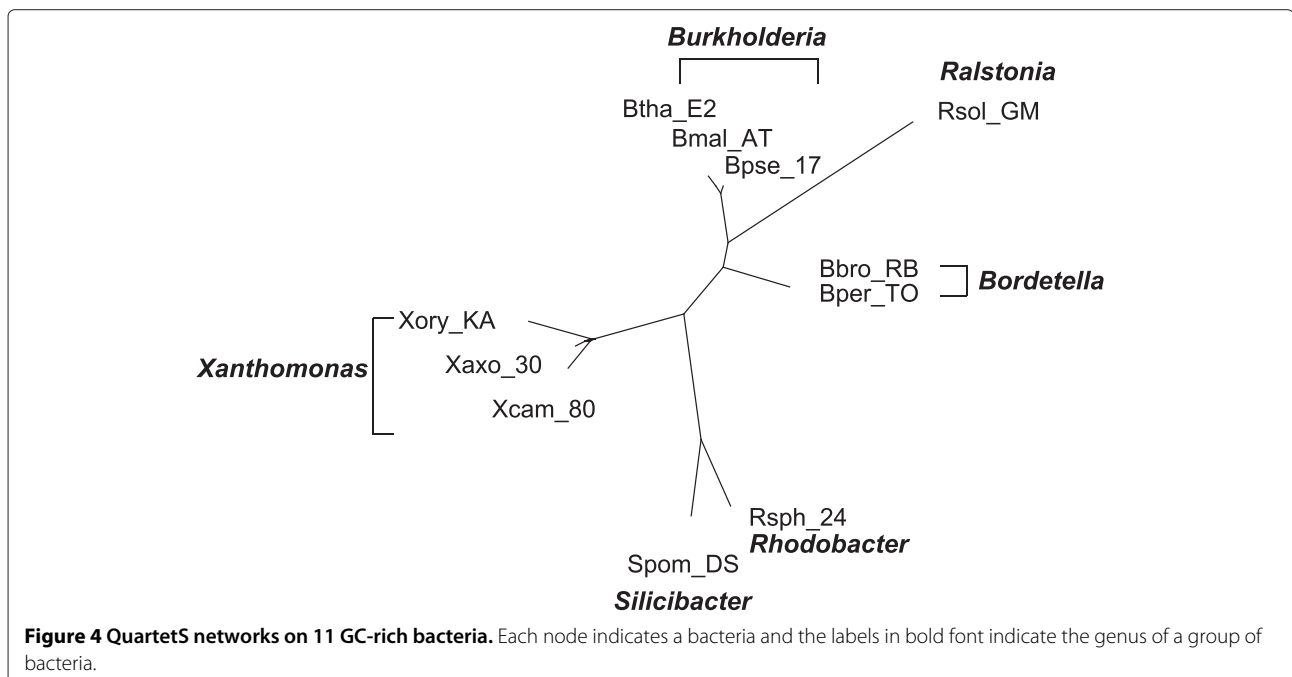 Burkholderia
Ralstonia
Btha_E2
Rsol_GM
Bmal_AT
Bpse_17
Bbro_RB
Bper_TO
Bordetella
Xory_KA
Xanthomonas
Xaxo_30
Xcam_80
Rsph_24
Rhodobacter
Spom_DS
Silicibacter
Figure 4 QuartetS networks on 11 GC-rich bacteria. Each node indicates a bacteria and the labels in bold font indicate the genus of a group of
bacteria.